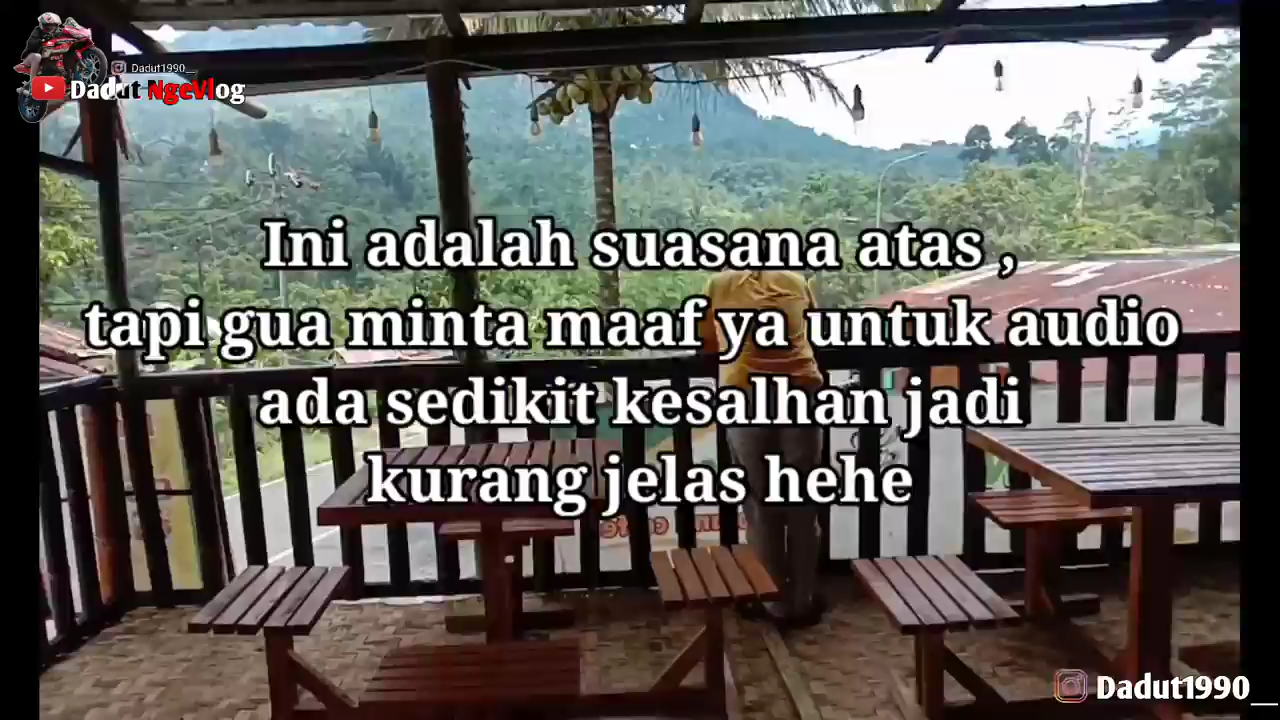 Dadut1990__
Dadut NgeVlog
Ini adalah suasana atas ,
tapi gua minta maaf ya untuk audio
ada sedikit kesalhan jadi
kurang jelas hehe
Dadut1990__